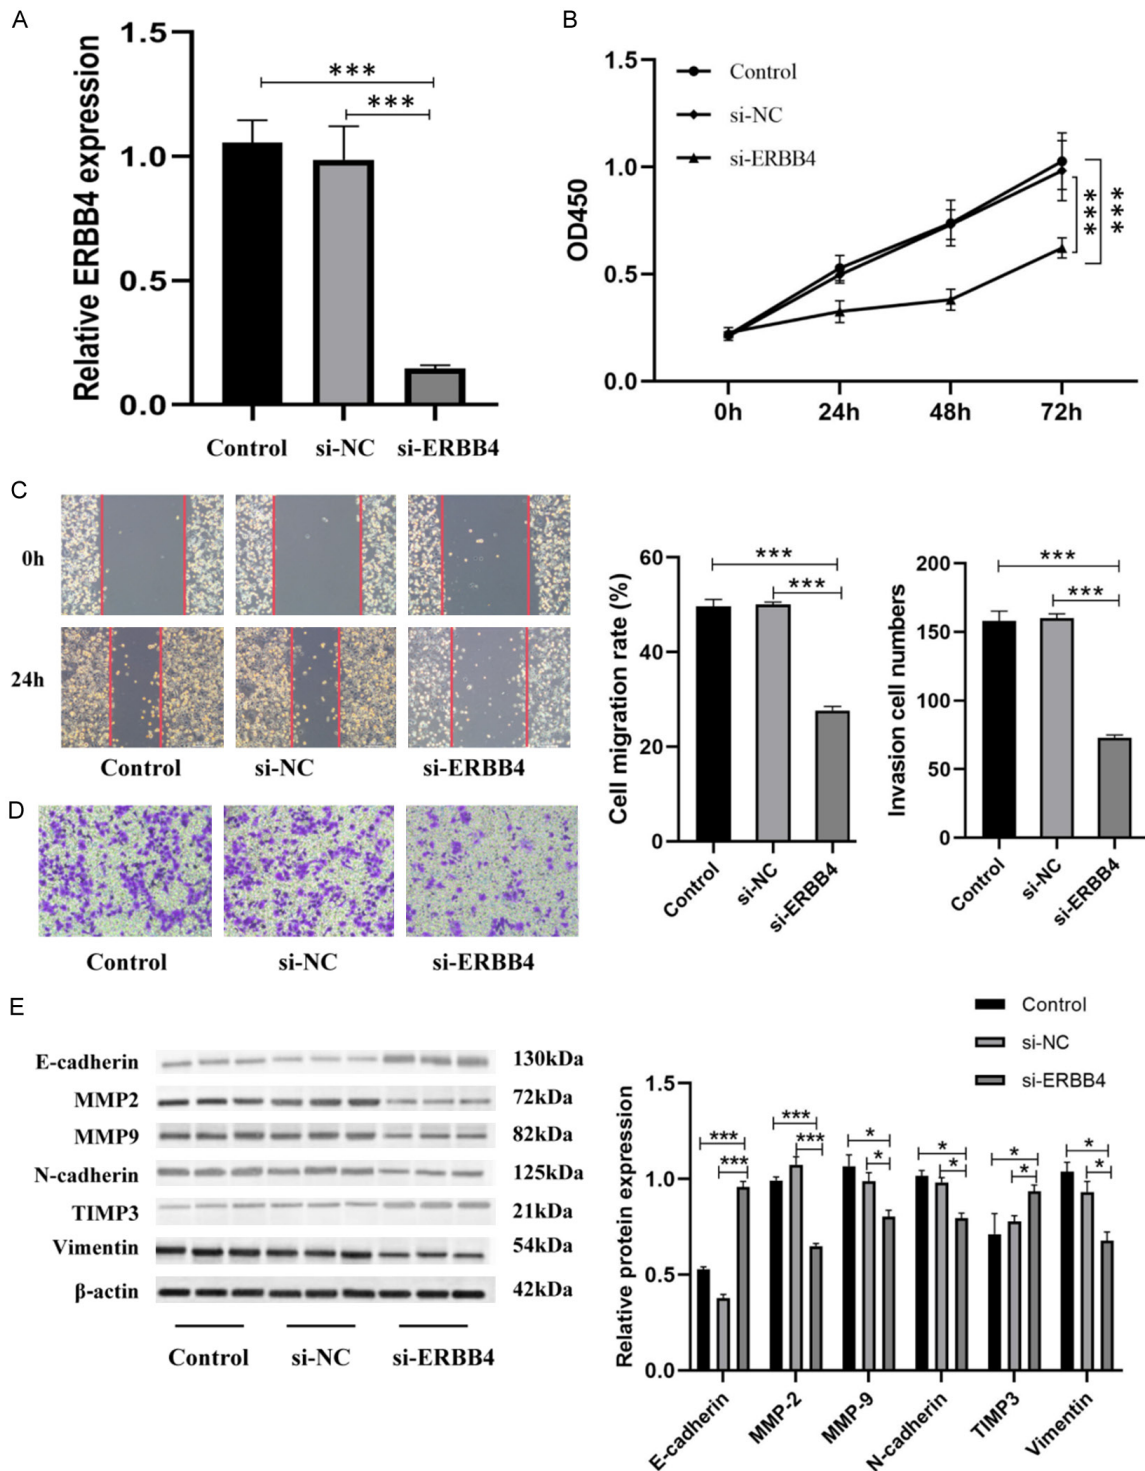 A
Relative ERBB4 expression
1.5
1.0
0.5
0.0
***
***
Control
si-NC
si-ERBB4
B
OD450
1.5
1.0
0.5
0.0
Control
si-NC
si-ERBB4
***
***
0h
24h
48h
72h
C
0h
24h
Control
si-NC
si-ERBB4
Cell migration rate (%)
60
40
20
0
***
***
Control
si-NC
si-ERBB4
Invasion cell numbers
200
150
100
50
0
***
***
Control
si-NC
si-ERBB4
D
Control
si-NC
si-ERBB4
E
E-cadherin 130kDa
MMP2 72kDa
MMP9 82kDa
N-cadherin 125kDa
TIMP3 21kDa
Vimentin 54kDa
β-actin 42kDa
Control
si-NC
si-ERBB4
Control
si-NC
si-ERBB4
Relative protein expression
1.5
1.0
0.5
0.0
***
***
***
***
*
*
*
*
*
*
*
*
E-cadherin
MMP-2
MMP-9
N-cadherin
TIMP3
Vimentin